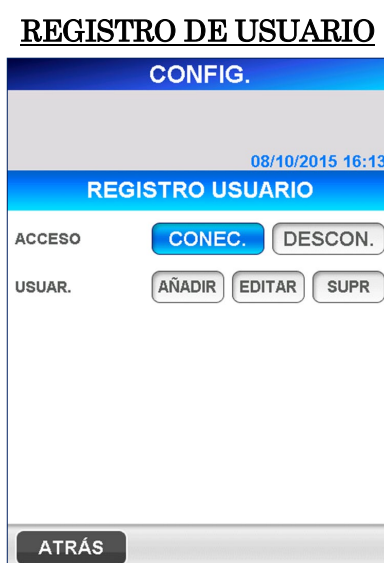 REGISTRO DE USUARIO
CONFIG.
08/10/2015 16:13
REGISTRO USUARIO
ACCESO CONEC. DESCON.
USUAR. AÑADIR EDITAR SUPR
ATRÁS